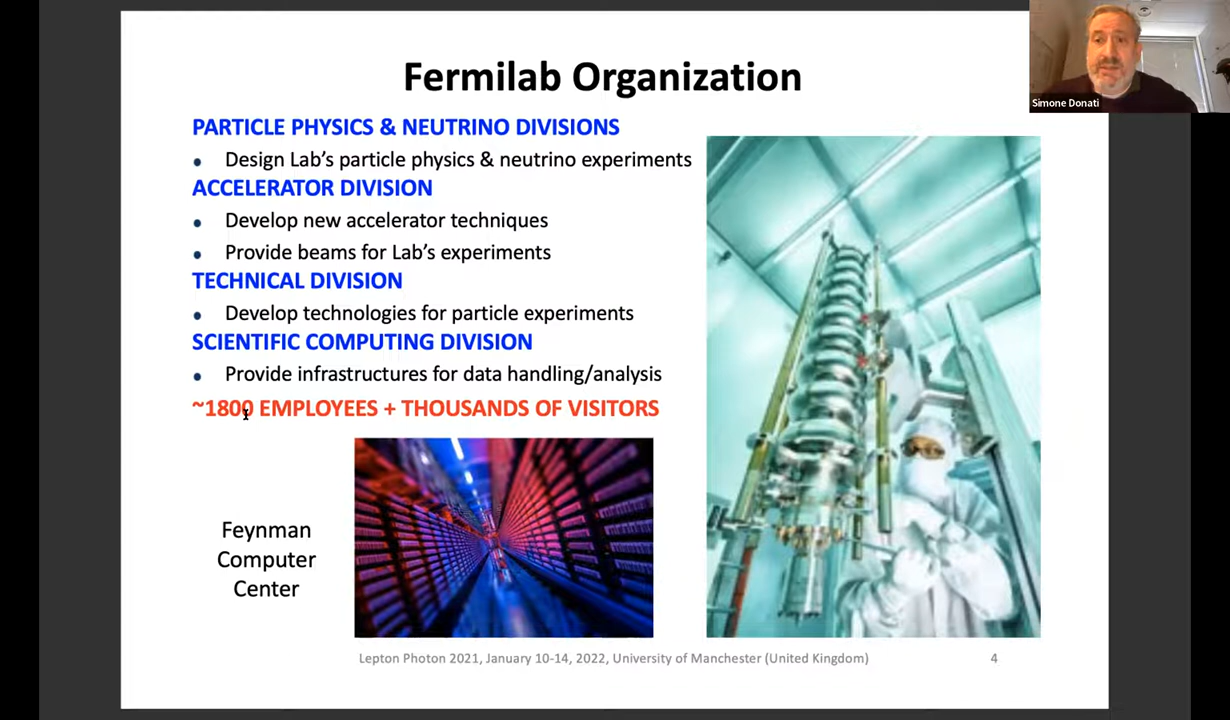 Fermilab Organization
Simone Donati
PARTICLE PHYSICS & NEUTRINO DIVISIONS
• Design Lab's particle physics & neutrino experiments
ACCELERATOR DIVISION
• Develop new accelerator techniques
• Provide beams for Lab's experiments
TECHNICAL DIVISION
• Develop technologies for particle experiments
SCIENTIFIC COMPUTING DIVISION
• Provide infrastructures for data handling/analysis
~1800 EMPLOYEES + THOUSANDS OF VISITORS
Feynman
Computer
Center
Lepton Photon 2021, January 10-14, 2022, University of Manchester (United Kingdom)
4